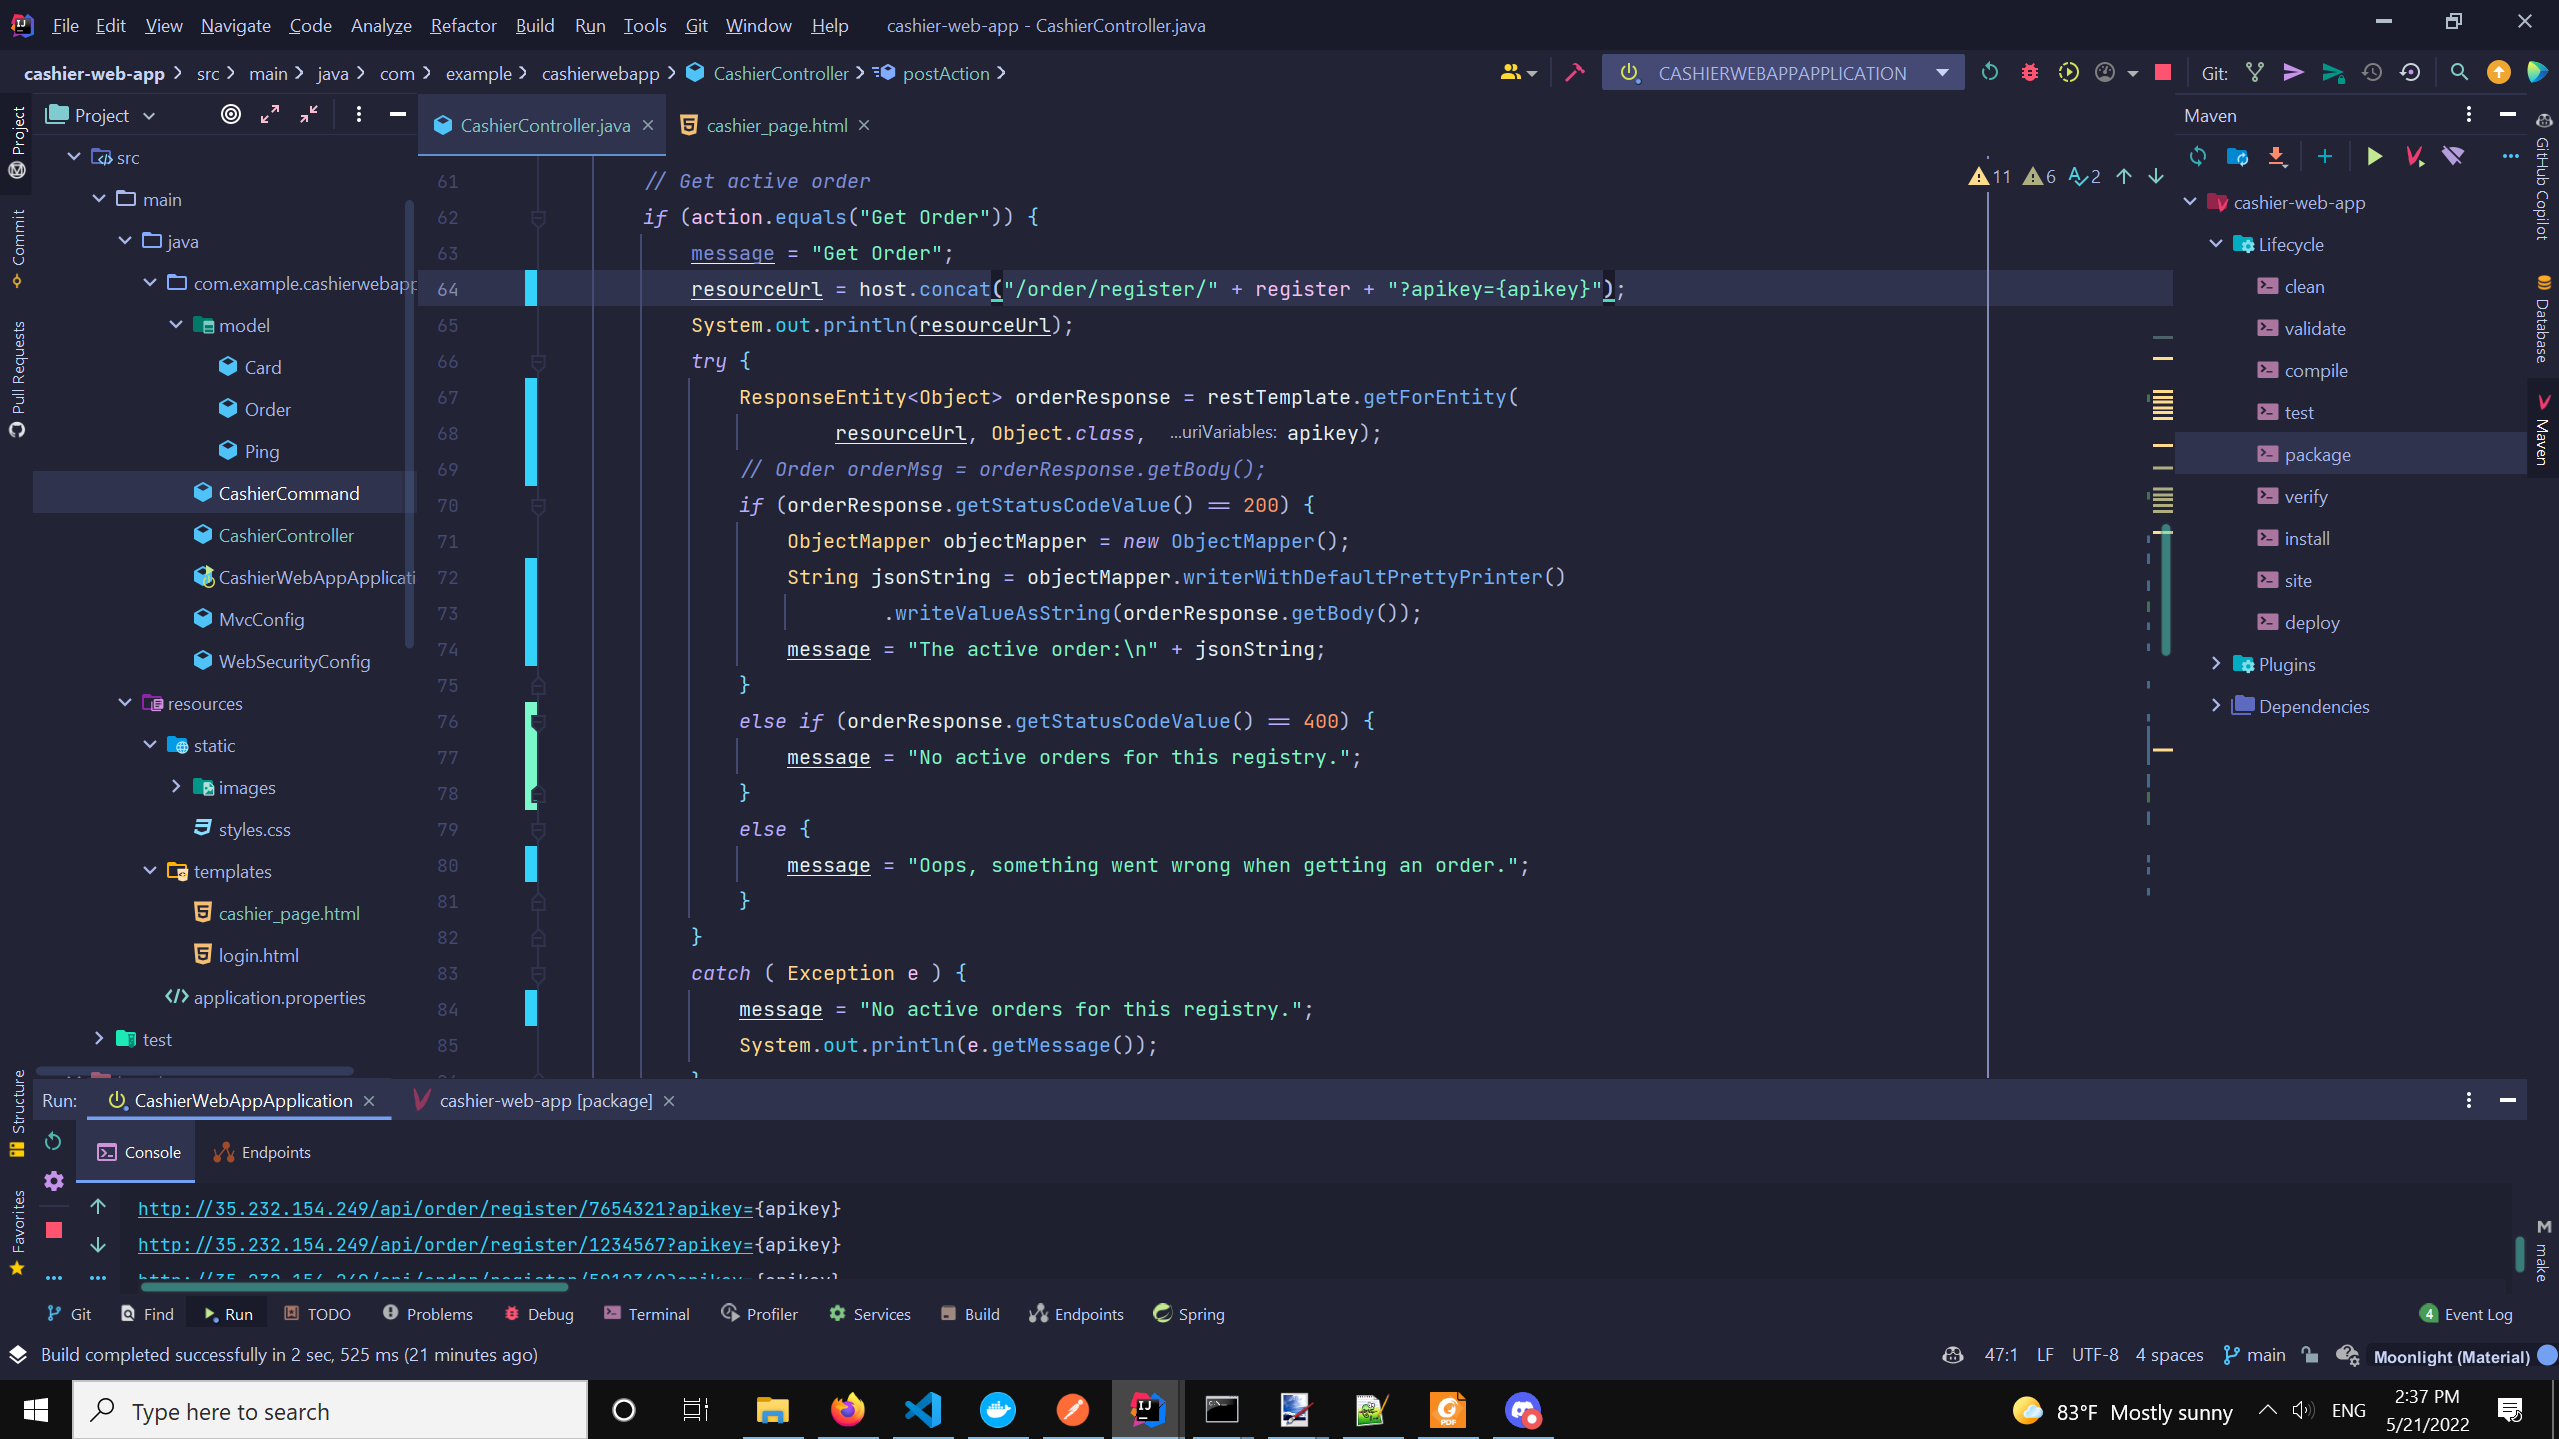 File Edit View Navigate Code Analyze Refactor Build Run Tools Git Window Help cashier-web-app - CashierController.java
cashier-web-app src main java com example cashierwebapp CashierController postAction CASHIERWEBAPPAPPLICATION Git:
Project
CashierController.java
cashier_page.html
Maven
Project
Commit
Pull Requests
Structure
Favorites
src
main
java
com.example.cashierwebapp
model
Card
Order
Ping
CashierCommand
CashierController
CashierWebAppApplicati
MvcConfig
WebSecurityConfig
resources
static
images
styles.css
templates
cashier_page.html
login.html
application.properties
test
11 6 2
61 // Get active order
62 if (action.equals("Get Order")) {
63 message = "Get Order";
64 resourceUrl = host.concat("/order/register/" + register + "?apikey={apikey}");
65 System.out.println(resourceUrl);
66 try {
67 ResponseEntity<Object> orderResponse = restTemplate.getForEntity(
68 resourceUrl, Object.class, ...uriVariables: apikey);
69 // Order orderMsg = orderResponse.getBody();
70 if (orderResponse.getStatusCodeValue() == 200) {
71 ObjectMapper objectMapper = new ObjectMapper();
72 String jsonString = objectMapper.writerWithDefaultPrettyPrinter()
73 .writeValueAsString(orderResponse.getBody());
74 message = "The active order:\n" + jsonString;
75 }
76 else if (orderResponse.getStatusCodeValue() == 400) {
77 message = "No active orders for this registry.";
78 }
79 else {
80 message = "Oops, something went wrong when getting an order.";
81 }
82 }
83 catch ( Exception e ) {
84 message = "No active orders for this registry.";
85 System.out.println(e.getMessage());
cashier-web-app
Lifecycle
clean
validate
compile
test
package
verify
install
site
deploy
Plugins
Dependencies
GitHub Copilot
Database
Maven
make
Run: CashierWebAppApplication cashier-web-app [package]
Console Endpoints
http://35.232.154.249/api/order/register/7654321?apikey={apikey}
http://35.232.154.249/api/order/register/1234567?apikey={apikey}
Git Find Run TODO Problems Debug Terminal Profiler Services Build Endpoints Spring 4 Event Log
Build completed successfully in 2 sec, 525 ms (21 minutes ago) 47:1 LF UTF-8 4 spaces main Moonlight (Material)
Type here to search
83°F Mostly sunny ENG
2:37 PM
5/21/2022